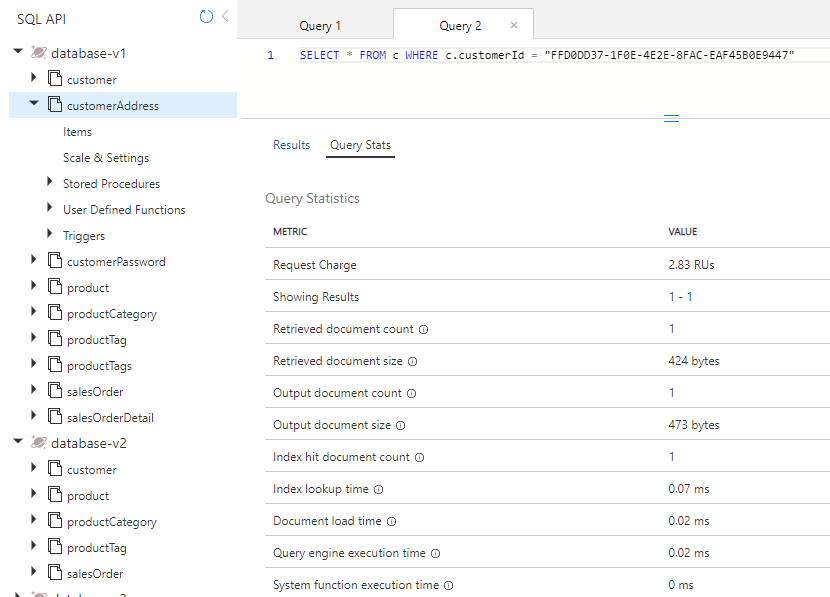 SQL API
database-v1
customer
customerAddress
Items
Scale & Settings
Stored Procedures
User Defined Functions
Triggers
customerPassword
product
productCategory
productTag
productTags
salesOrder
salesOrderDetail
database-v2
customer
product
productCategory
productTag
salesOrder
Query 1
Query 2 ×
1 SELECT * FROM c WHERE c.customerId = "FFD0DD37-1F0E-4E2E-8FAC-EAF45B0E9447"
Results Query Stats
Query Statistics
METRIC VALUE
Request Charge 2.83 RUs
Showing Results 1 - 1
Retrieved document count 1
Retrieved document size 424 bytes
Output document count 1
Output document size 473 bytes
Index hit document count 1
Index lookup time 0.07 ms
Document load time 0.02 ms
Query engine execution time 0.02 ms
System function execution time 0 ms